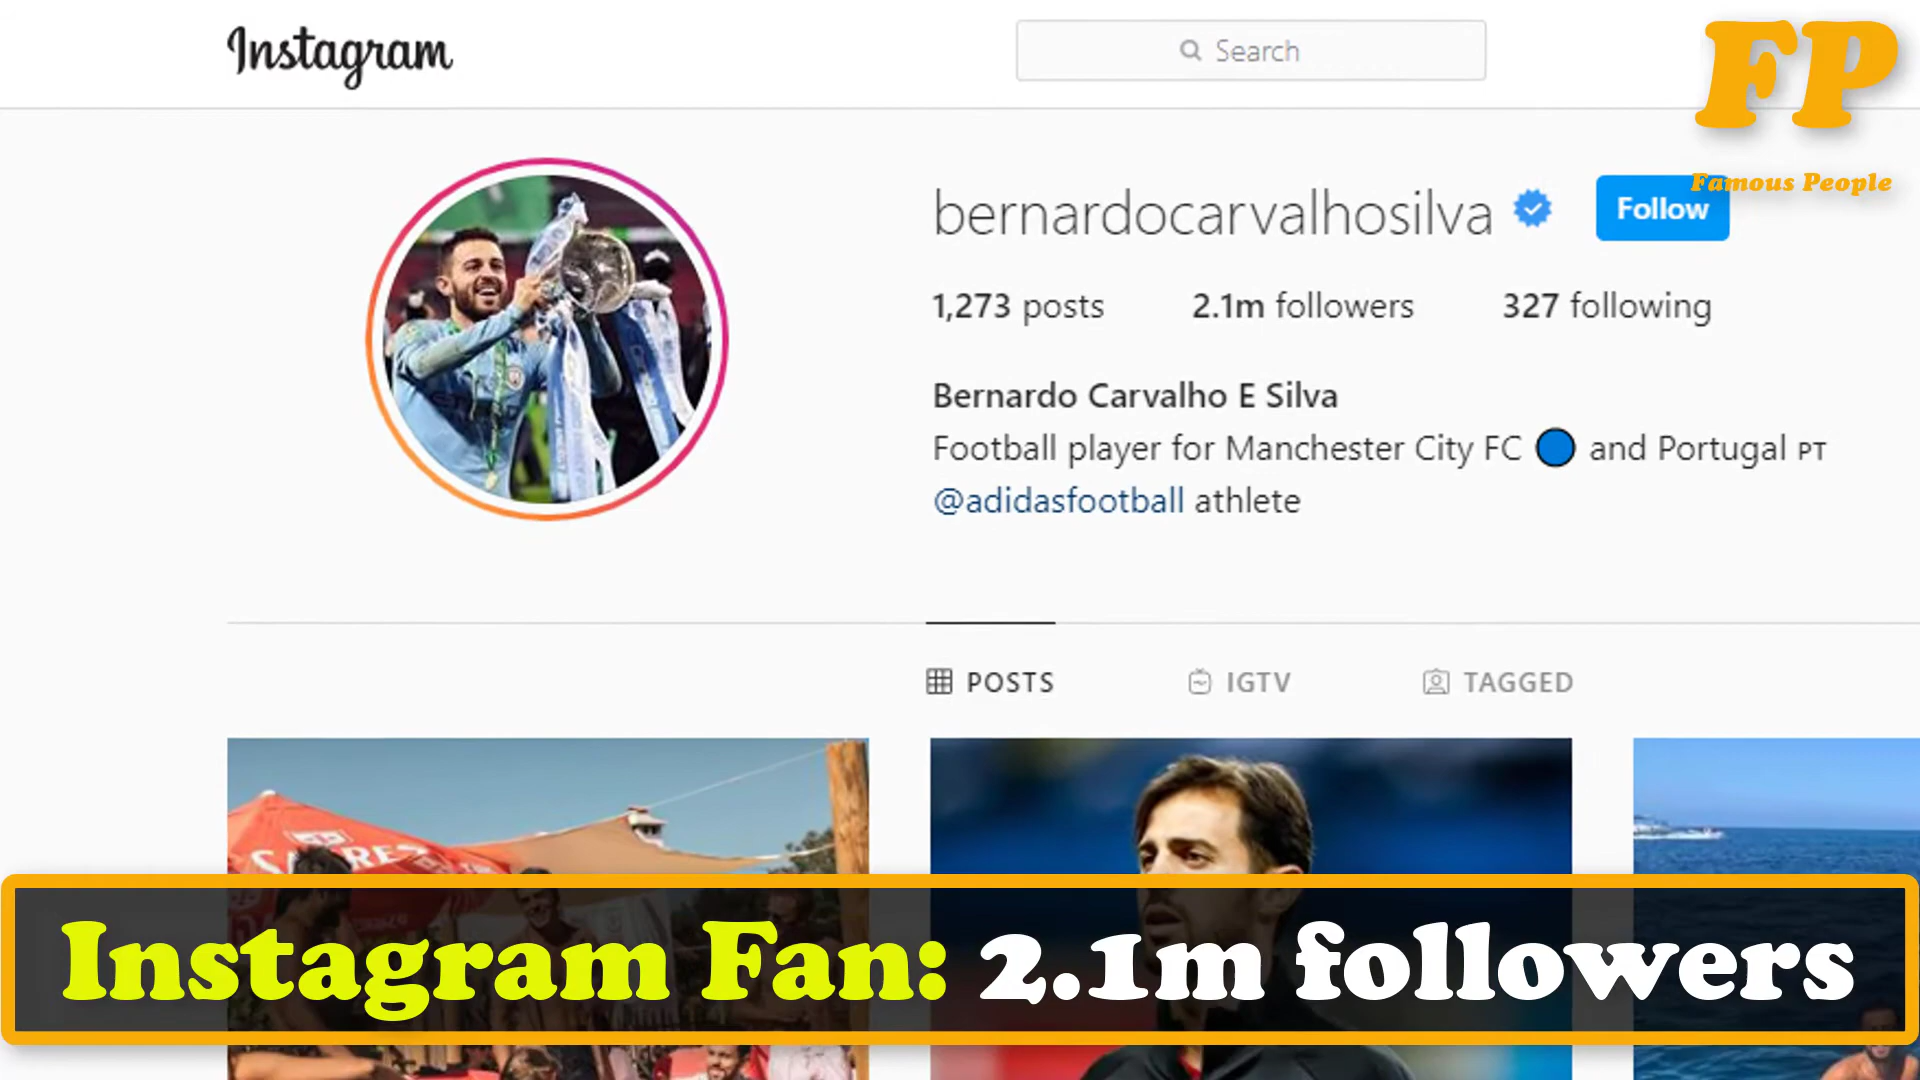 Instagram
Search
FP
Famous People
bernardocarvalhosilva
Follow
1,273 posts 2.1m followers 327 following
Bernardo Carvalho E Silva
Football player for Manchester City FC 🔵 and Portugal PT
@adidasfootball athlete
POSTS IGTV TAGGED
Instagram Fan: 2.1m followers